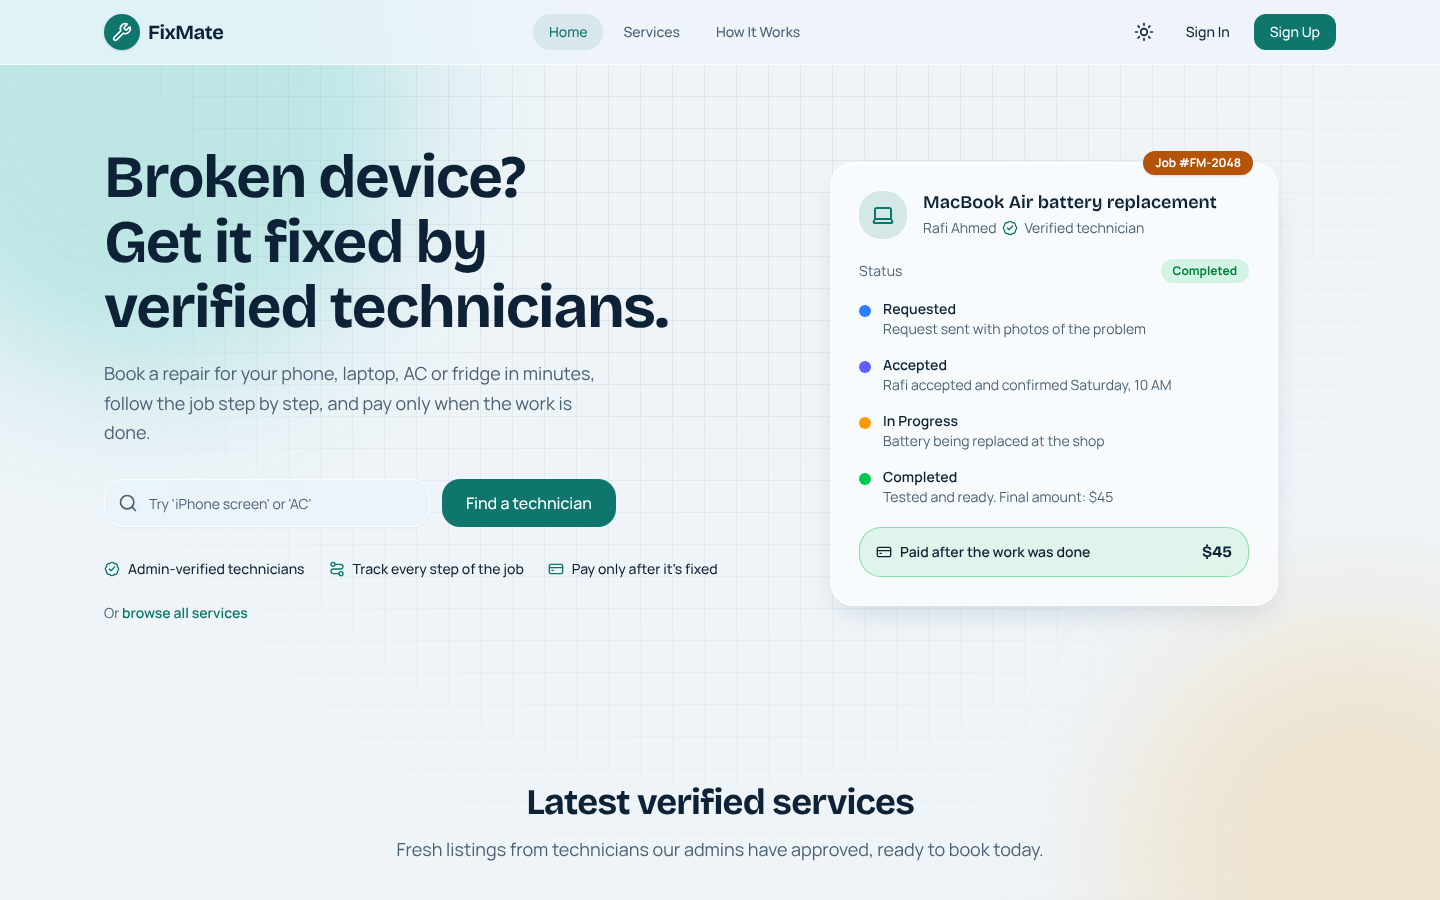 FixMate
Home
Services
How It Works
Sign In
Sign Up
Broken device?
Get it fixed by
verified technicians.
Book a repair for your phone, laptop, AC or fridge in minutes,
follow the job step by step, and pay only when the work is
done.
Try 'iPhone screen' or 'AC'
Find a technician
Admin-verified technicians
Track every step of the job
Pay only after it's fixed
Or browse all services
Job #FM-2048
MacBook Air battery replacement
Rafi Ahmed Verified technician
Status
Completed
Requested
Request sent with photos of the problem
Accepted
Rafi accepted and confirmed Saturday, 10 AM
In Progress
Battery being replaced at the shop
Completed
Tested and ready. Final amount: $45
Paid after the work was done
$45
Latest verified services
Fresh listings from technicians our admins have approved, ready to book today.